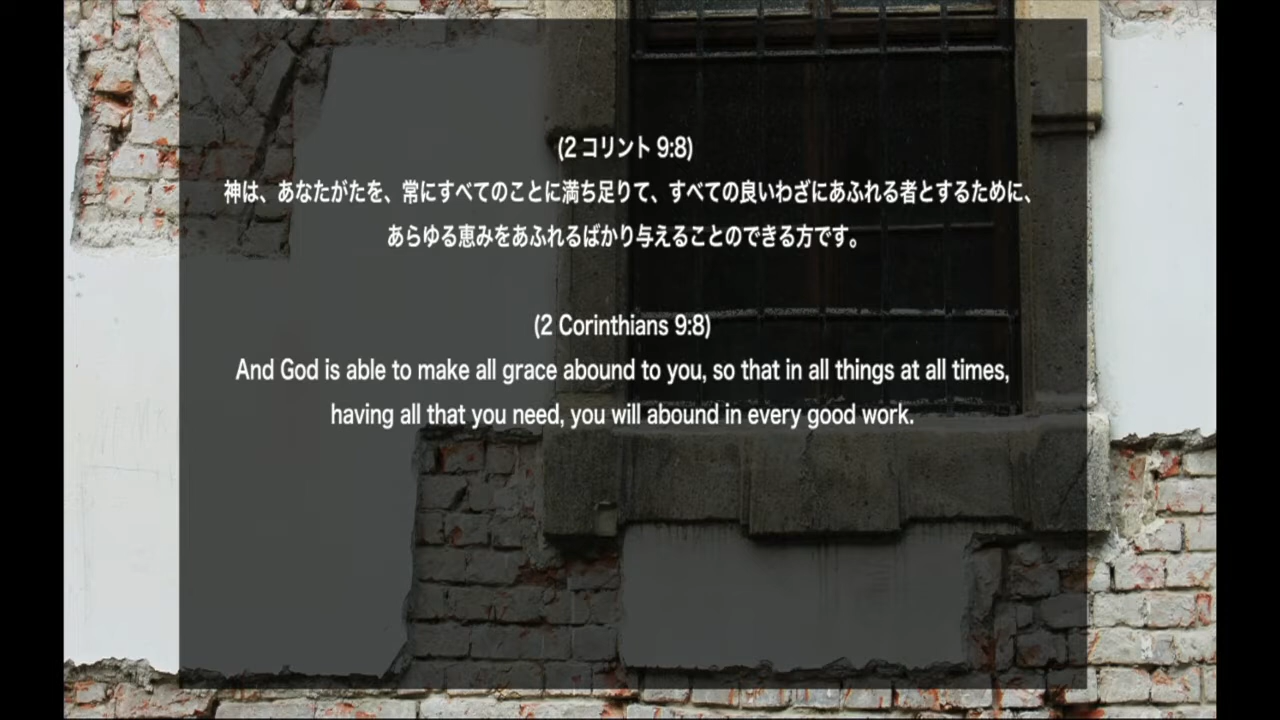 (2 コリント 9:8)
神は、あなたがたを、常にすべてのことに満ち足りて、すべての良いわざにあふれる者とするために、
あらゆる恵みをあふれるばかり与えることのできる方です。
(2 Corinthians 9:8)
And God is able to make all grace abound to you, so that in all things at all times,
having all that you need, you will abound in every good work.